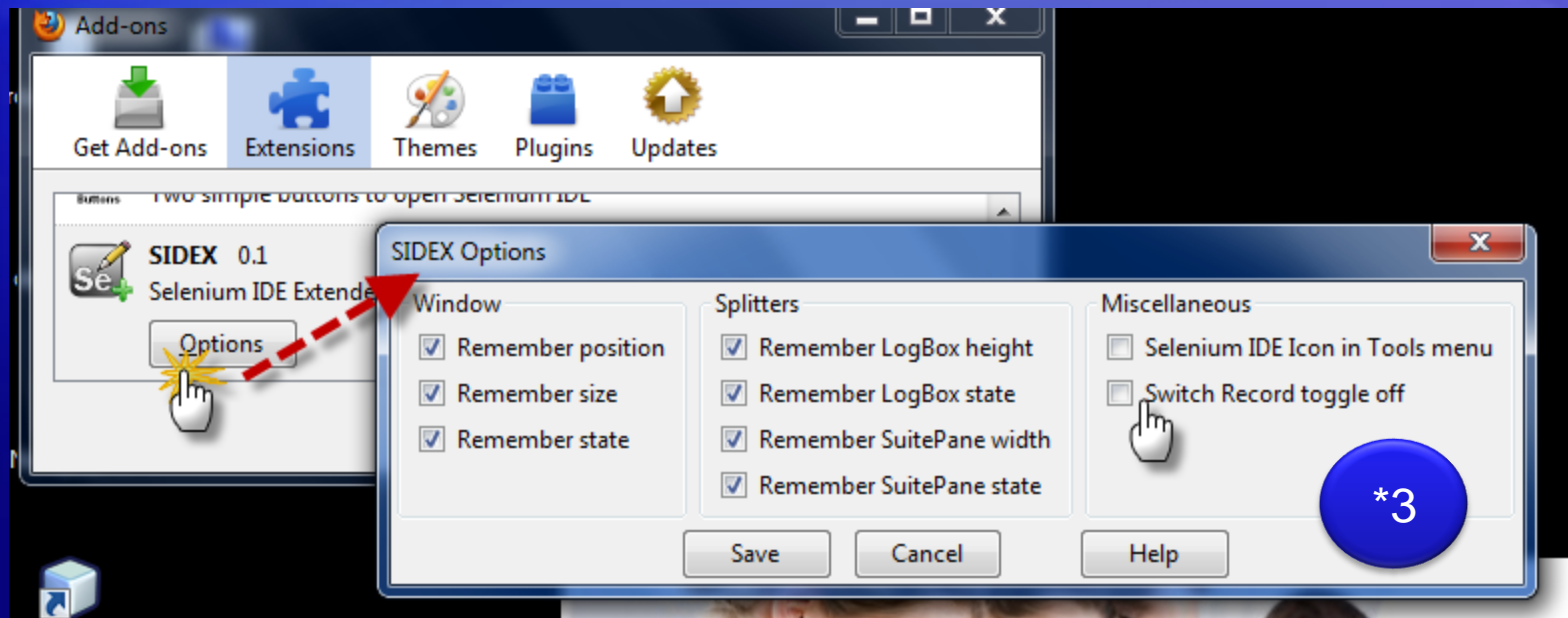 Add-ons
Get Add-ons Extensions Themes Plugins Updates
Buttons Two simple buttons to open Selenium IDE
SIDEX 0.1
Se
Selenium IDE Extende
Options
SIDEX Options
Window Splitters Miscellaneous
Remember position Remember LogBox height Selenium IDE Icon in Tools menu
Remember size Remember LogBox state Switch Record toggle off
Remember state Remember SuitePane width
Remember SuitePane state
*3
Save Cancel Help